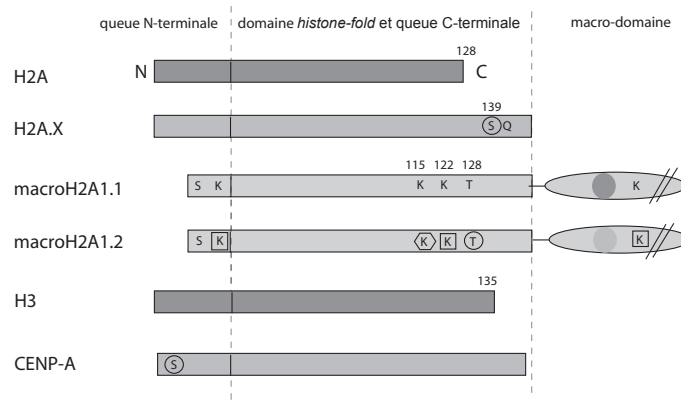 queue N-terminale domaine histone-fold et queue C-terminale macro-domaine
128
H2A N C
139
H2A.X S Q
115 122 128
macroH2A1.1 S K K K T K
macroH2A1.2 S K K K T K
135
H3
CENP-A S